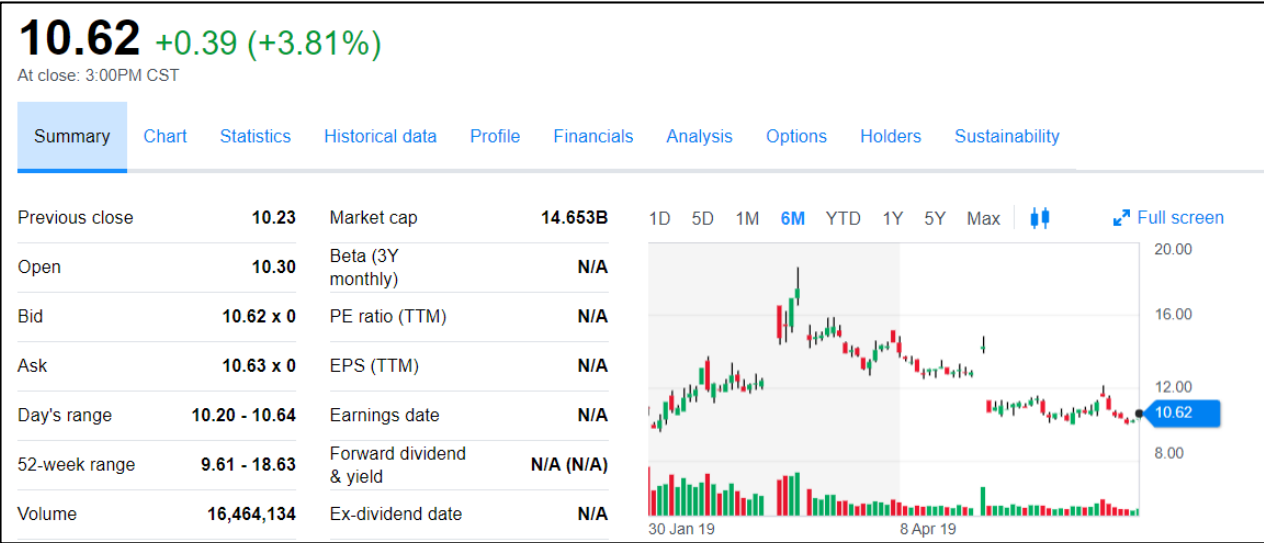 10.62 +0.39 (+3.81%)
At close: 3:00PM CST
Summary Chart Statistics Historical data Profile Financials Analysis Options Holders Sustainability
Previous close 10.23
Open 10.30
Bid 10.62 x 0
Ask 10.63 x 0
Day's range 10.20 - 10.64
52-week range 9.61 - 18.63
Volume 16,464,134
Market cap 14.653B
Beta (3Y
monthly) N/A
PE ratio (TTM) N/A
EPS (TTM) N/A
Earnings date N/A
Forward dividend
& yield N/A (N/A)
Ex-dividend date N/A
1D 5D 1M 6M YTD 1Y 5Y Max Full screen
20.00
16.00
12.00
10.62
8.00
30 Jan 19 8 Apr 19